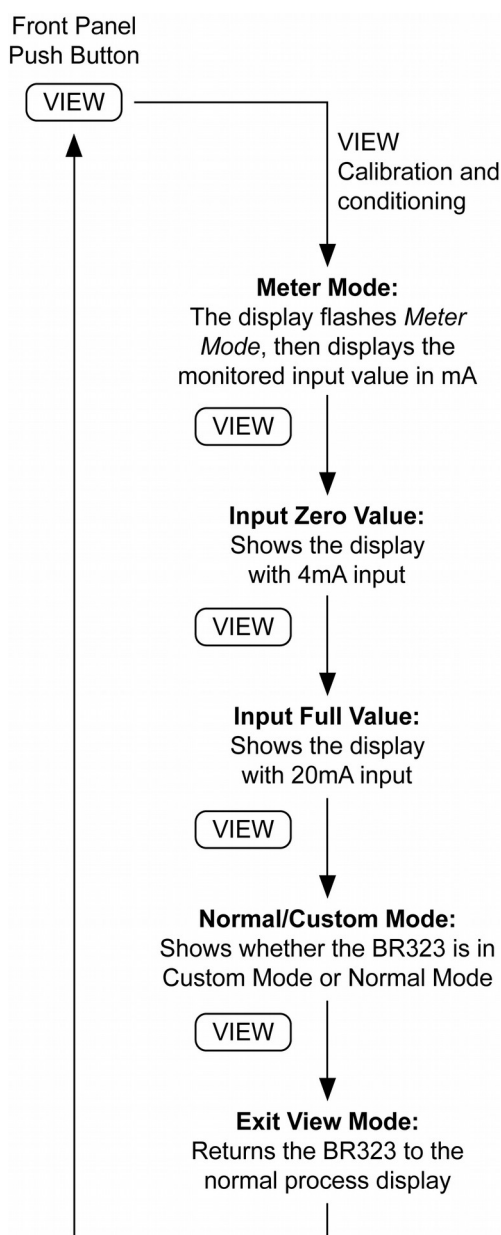 Front Panel
Push Button
VIEW
VIEW
Calibration and
conditioning
Meter Mode:
The display flashes Meter
Mode, then displays the
monitored input value in mA
VIEW
Input Zero Value:
Shows the display
with 4mA input
VIEW
Input Full Value:
Shows the display
with 20mA input
VIEW
Normal/Custom Mode:
Shows whether the BR323 is in
Custom Mode or Normal Mode
VIEW
Exit View Mode:
Returns the BR323 to the
normal process display